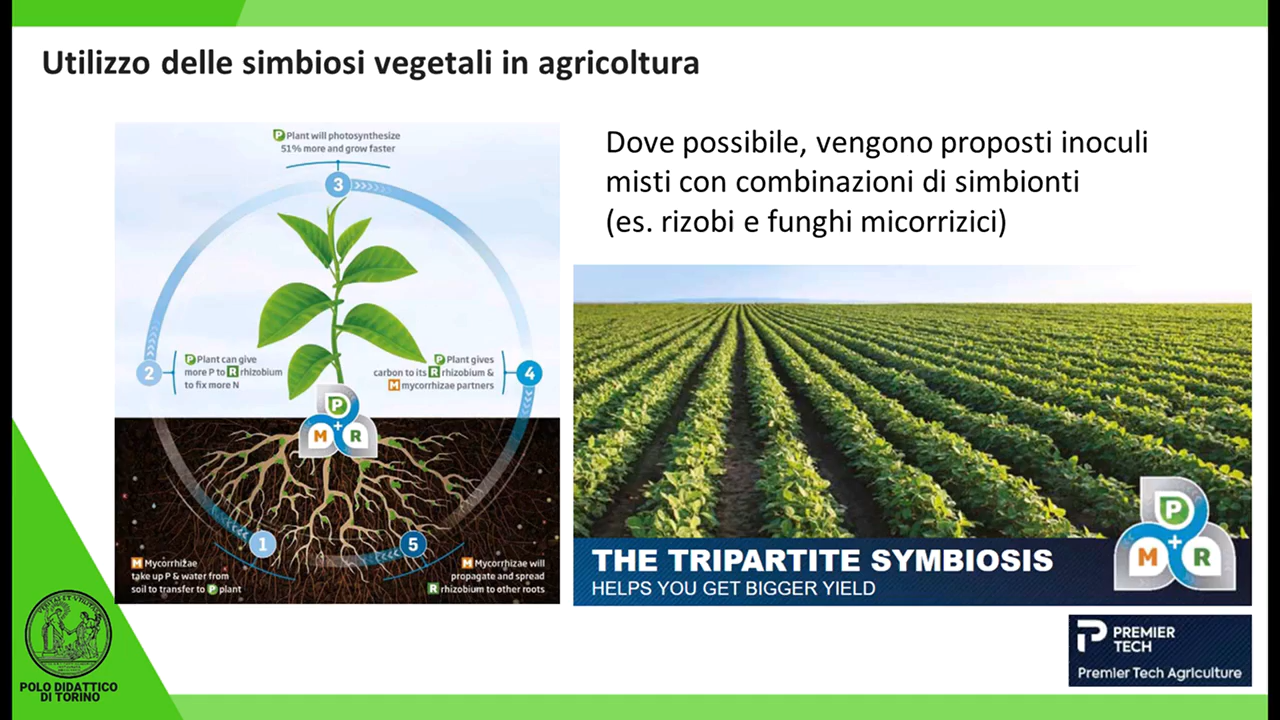 Utilizzo delle simbiosi vegetali in agricoltura
P Plant will photosynthesize
51% more and grow faster
3
2
P Plant can give
more P to R rhizobium
to fix more N
P Plant gives
carbon to its R rhizobium &
M mycorrhizae partners
4
P
M + R
1
M Mycorrhizae
take up P & water from
soil to transfer to P plant
5
M Mycorrhizae will
propagate and spread
R rhizobium to other roots
Dove possibile, vengono proposti inoculi
misti con combinazioni di simbionti
(es. rizobi e funghi micorrizici)
THE TRIPARTITE SYMBIOSIS
HELPS YOU GET BIGGER YIELD
P
M + R
PREMIER
TECH
Premier Tech Agriculture
POLO DIDATTICO
DI TORINO